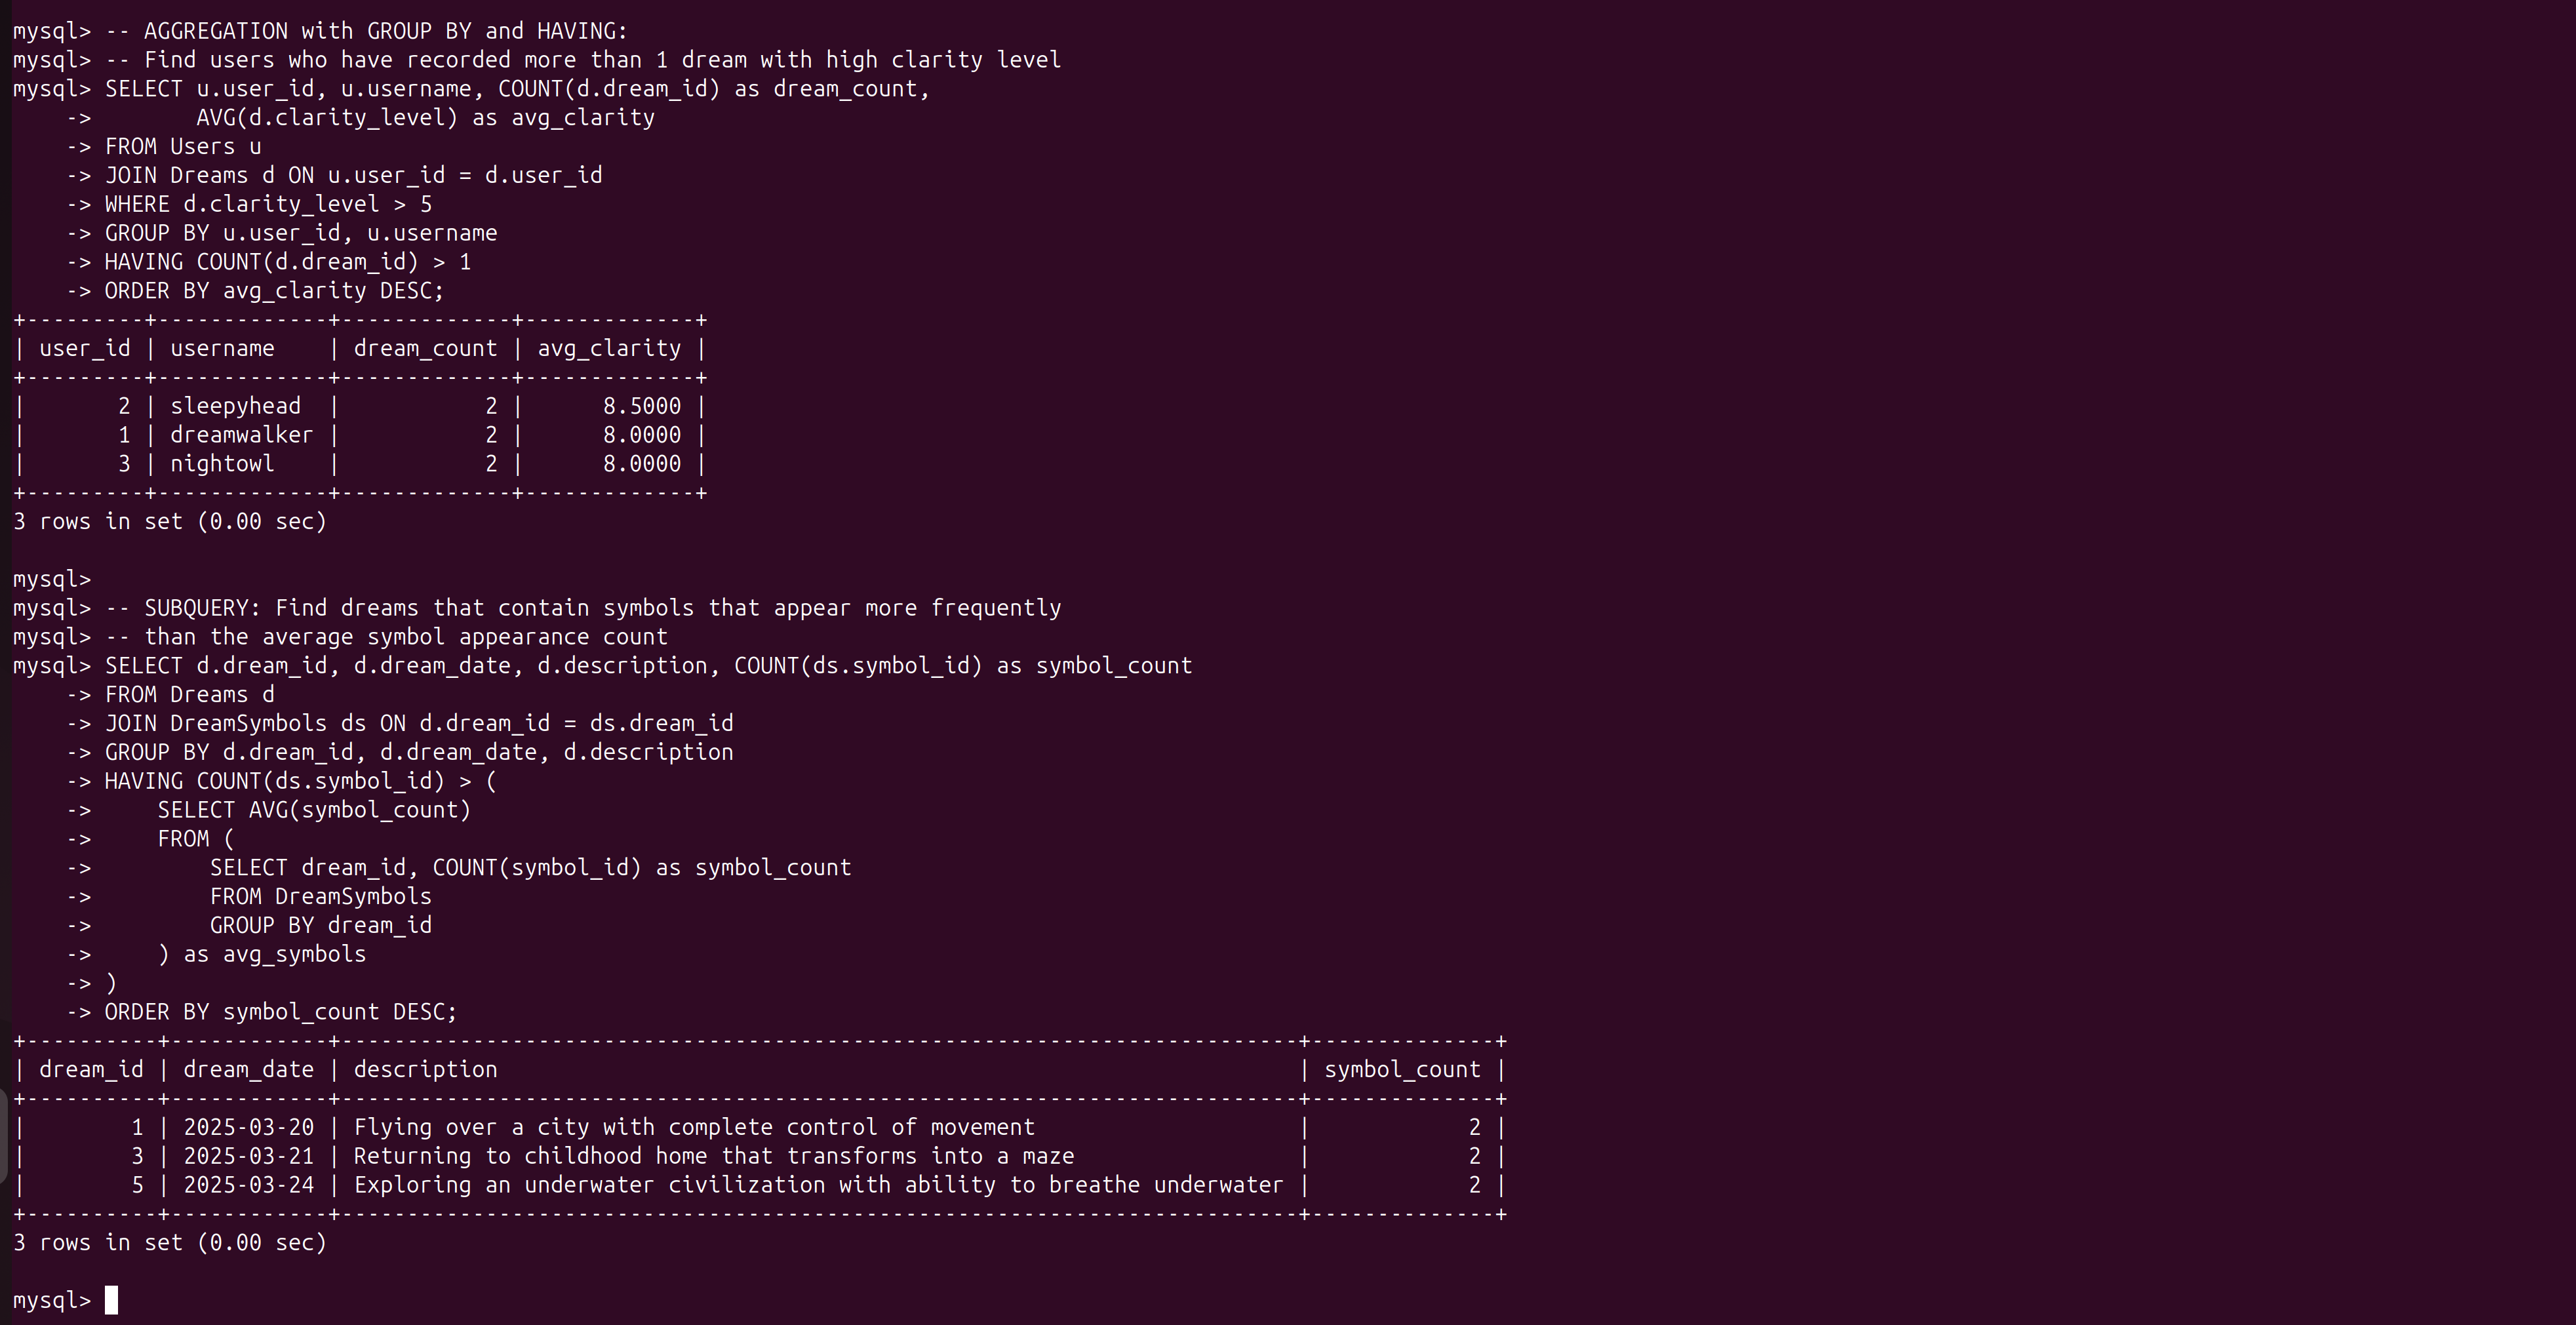 mysql> -- AGGREGATION with GROUP BY and HAVING:
mysql> -- Find users who have recorded more than 1 dream with high clarity level
mysql> SELECT u.user_id, u.username, COUNT(d.dream_id) as dream_count,
    ->        AVG(d.clarity_level) as avg_clarity
    -> FROM Users u
    -> JOIN Dreams d ON u.user_id = d.user_id
    -> WHERE d.clarity_level > 5
    -> GROUP BY u.user_id, u.username
    -> HAVING COUNT(d.dream_id) > 1
    -> ORDER BY avg_clarity DESC;
+---------+-------------+-------------+-------------+
| user_id | username    | dream_count | avg_clarity |
+---------+-------------+-------------+-------------+
|       2 | sleepyhead  |           2 |      8.5000 |
|       1 | dreamwalker |           2 |      8.0000 |
|       3 | nightowl    |           2 |      8.0000 |
+---------+-------------+-------------+-------------+
3 rows in set (0.00 sec)

mysql>
mysql> -- SUBQUERY: Find dreams that contain symbols that appear more frequently
mysql> -- than the average symbol appearance count
mysql> SELECT d.dream_id, d.dream_date, d.description, COUNT(ds.symbol_id) as symbol_count
    -> FROM Dreams d
    -> JOIN DreamSymbols ds ON d.dream_id = ds.dream_id
    -> GROUP BY d.dream_id, d.dream_date, d.description
    -> HAVING COUNT(ds.symbol_id) > (
    ->     SELECT AVG(symbol_count)
    ->     FROM (
    ->         SELECT dream_id, COUNT(symbol_id) as symbol_count
    ->         FROM DreamSymbols
    ->         GROUP BY dream_id
    ->     ) as avg_symbols
    -> )
    -> ORDER BY symbol_count DESC;
+----------+------------+-------------------------------------------------------------------------+--------------+
| dream_id | dream_date | description                                                             | symbol_count |
+----------+------------+-------------------------------------------------------------------------+--------------+
|        1 | 2025-03-20 | Flying over a city with complete control of movement                    |            2 |
|        3 | 2025-03-21 | Returning to childhood home that transforms into a maze                 |            2 |
|        5 | 2025-03-24 | Exploring an underwater civilization with ability to breathe underwater |            2 |
+----------+------------+-------------------------------------------------------------------------+--------------+
3 rows in set (0.00 sec)

mysql>